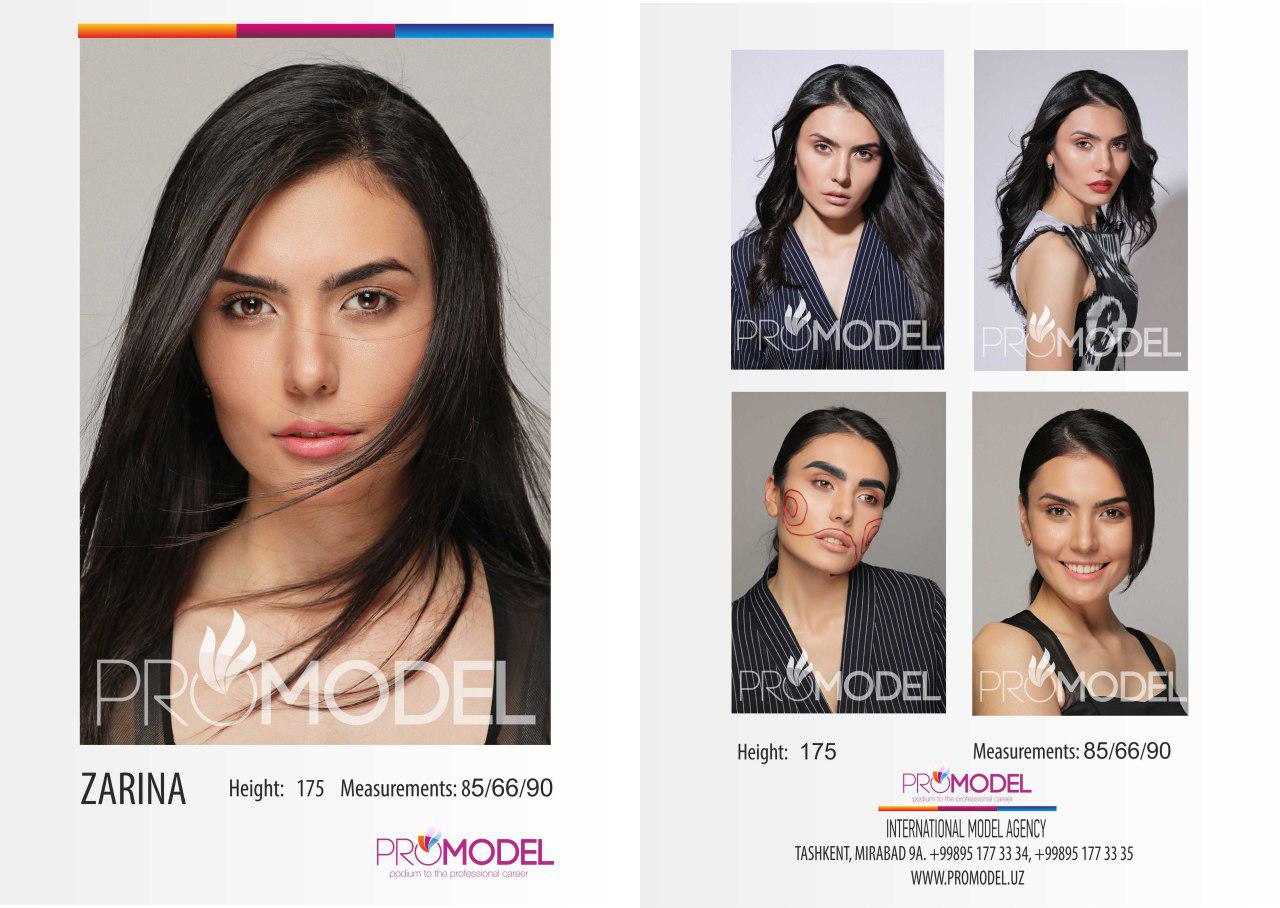 PROMODEL
ZARINA
Height: 175 Measurements: 85/66/90
PROMODEL
podium to the professional career
PROMODEL
PROMODEL
PROMODEL
PROMODEL
Height: 175
Measurements: 85/66/90
PROMODEL
podium to the professional career
INTERNATIONAL MODEL AGENCY
TASHKENT, MIRABAD 9A. +99895 177 33 34, +99895 177 33 35
WWW.PROMODEL.UZ